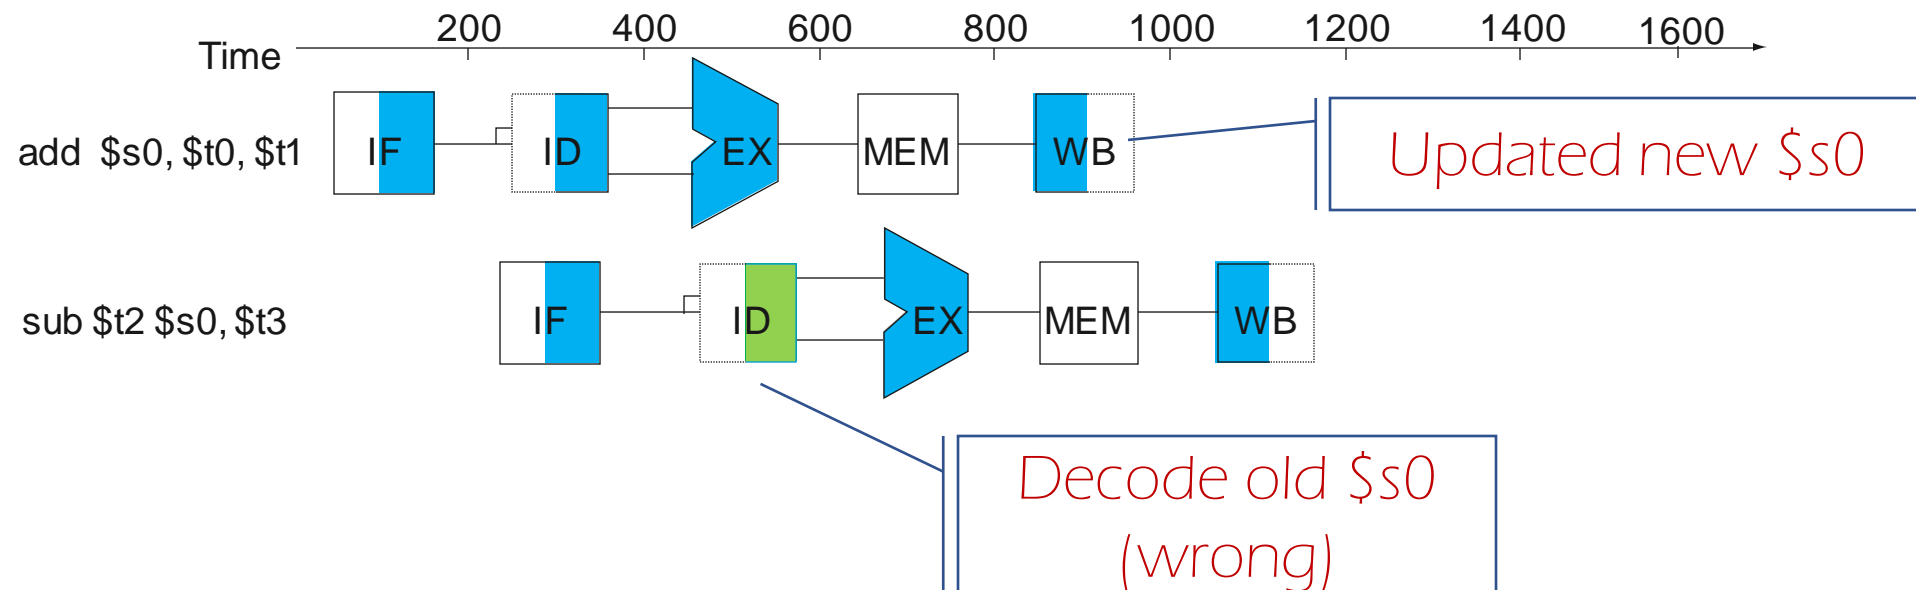 200 400 600 800 1000 1200 1400 1600
Time
add $s0, $t0, $t1 IF ID EX MEM WB
Updated new $s0
sub $t2 $s0, $t3 IF ID EX MEM WB
Decode old $s0
(wrong)